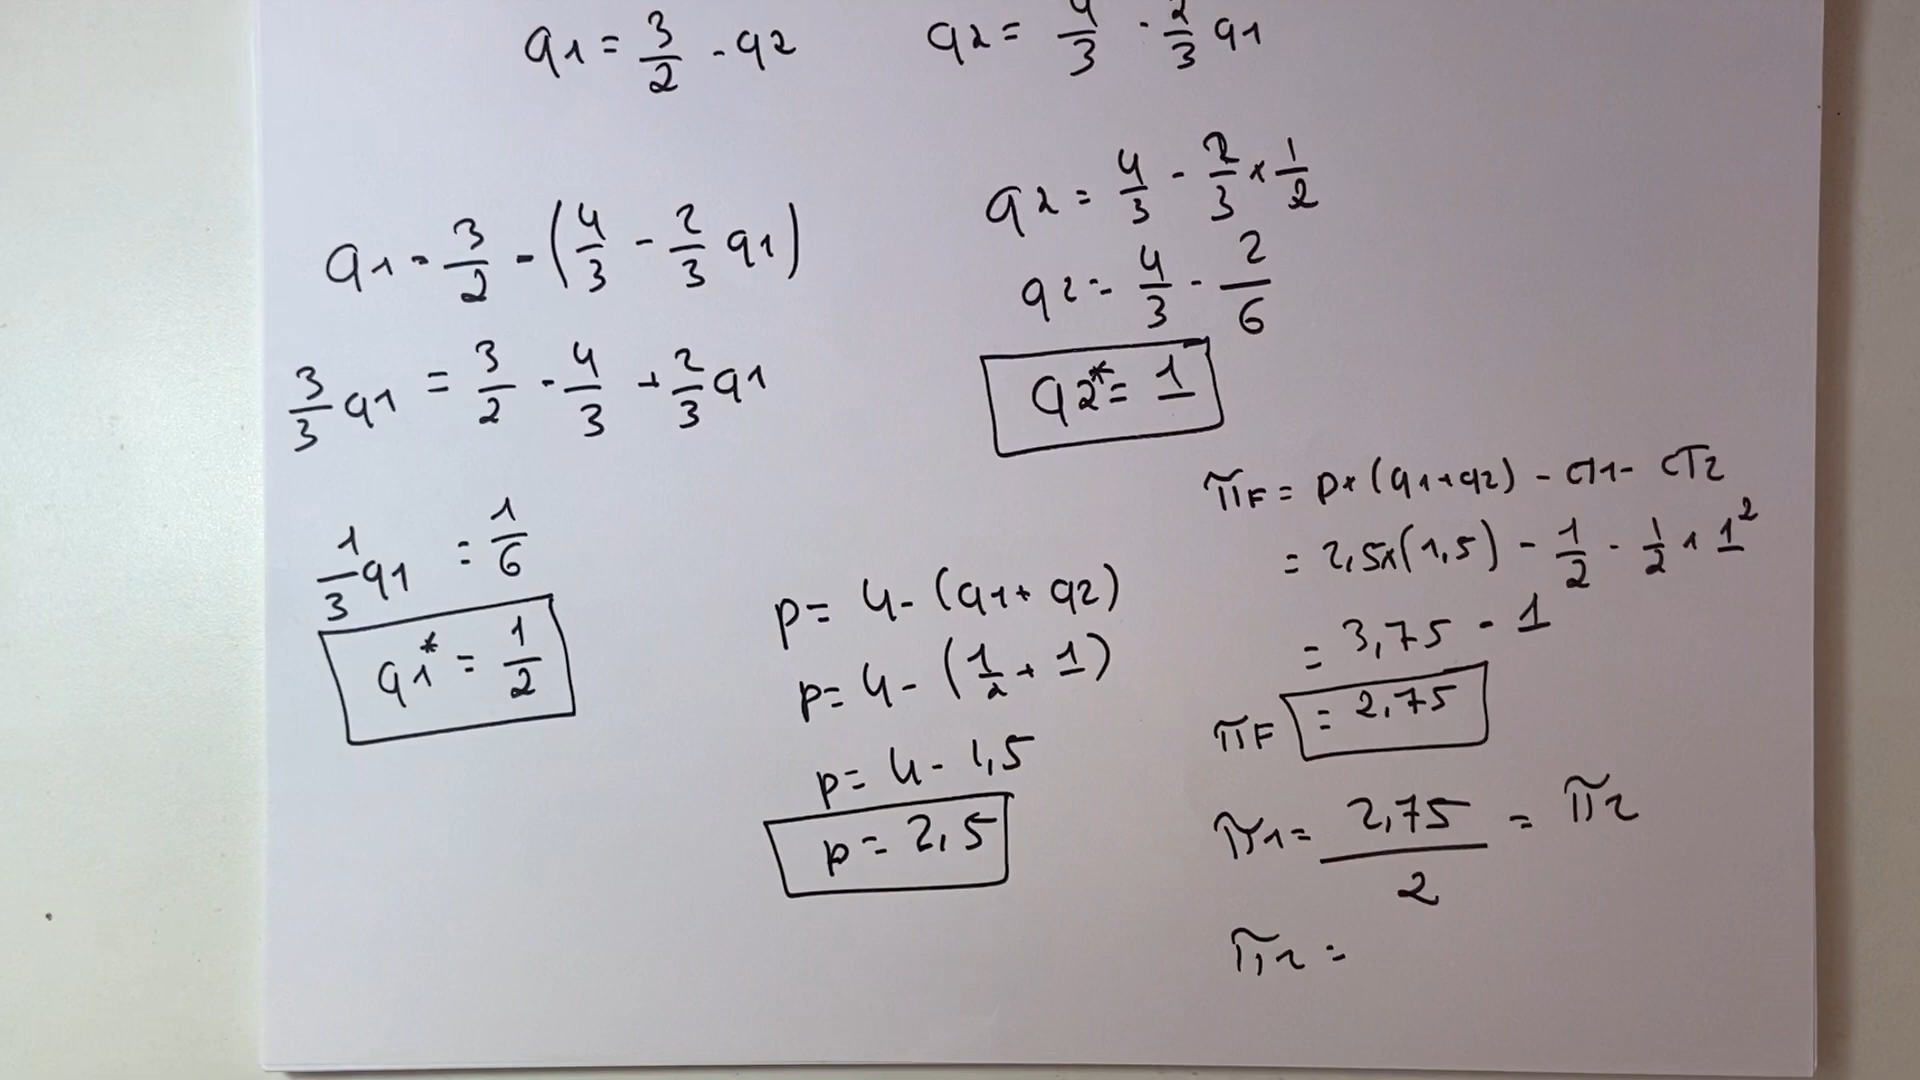 q1 = 3/2 - q2
q2 = 4/3 - 2/3 q1
q1 = 3/2 - (4/3 - 2/3 q1)
3/3 q1 = 3/2 - 4/3 + 2/3 q1
1/3 q1 = 1/6
q1* = 1/2
q2 = 4/3 - 2/3 × 1/2
q2 = 4/3 - 2/6
q2* = 1
p = 4 - (q1 + q2)
p = 4 - (1/2 + 1)
p = 4 - 1,5
p = 2,5
πF = p × (q1 + q2) - CT1 - CT2
= 2,5 × (1,5) - 1/2 - 1/2 × 1²
= 3,75 - 1
πF = 2,75
π1 = 2,75/2 = π2
π2 =